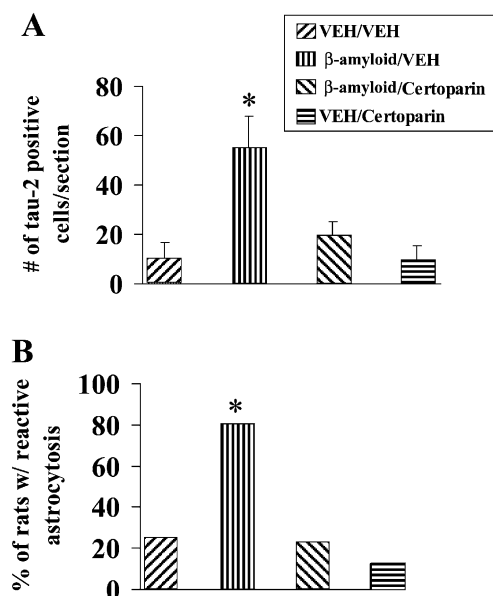 A
VEH/VEH
β-amyloid/VEH
β-amyloid/Certoparin
VEH/Certoparin
# of tau-2 positive
cells/section
80
60
40
20
0
*
B
% of rats w/ reactive
astrocytosis
100
80
60
40
20
0
*